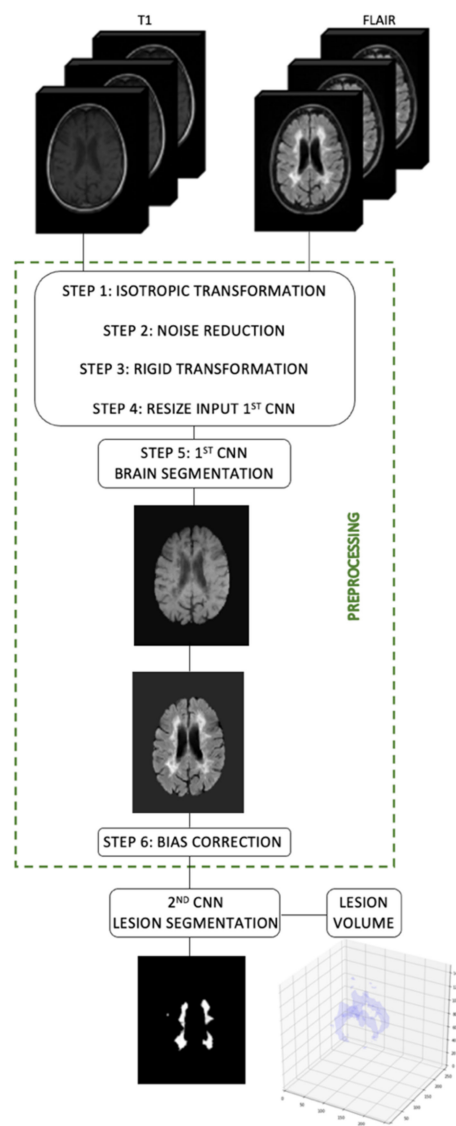 T1
FLAIR
STEP 1: ISOTROPIC TRANSFORMATION
STEP 2: NOISE REDUCTION
STEP 3: RIGID TRANSFORMATION
STEP 4: RESIZE INPUT 1ST CNN
STEP 5: 1ST CNN
BRAIN SEGMENTATION
PREPROCESSING
STEP 6: BIAS CORRECTION
2ND CNN
LESION SEGMENTATION
LESION
VOLUME